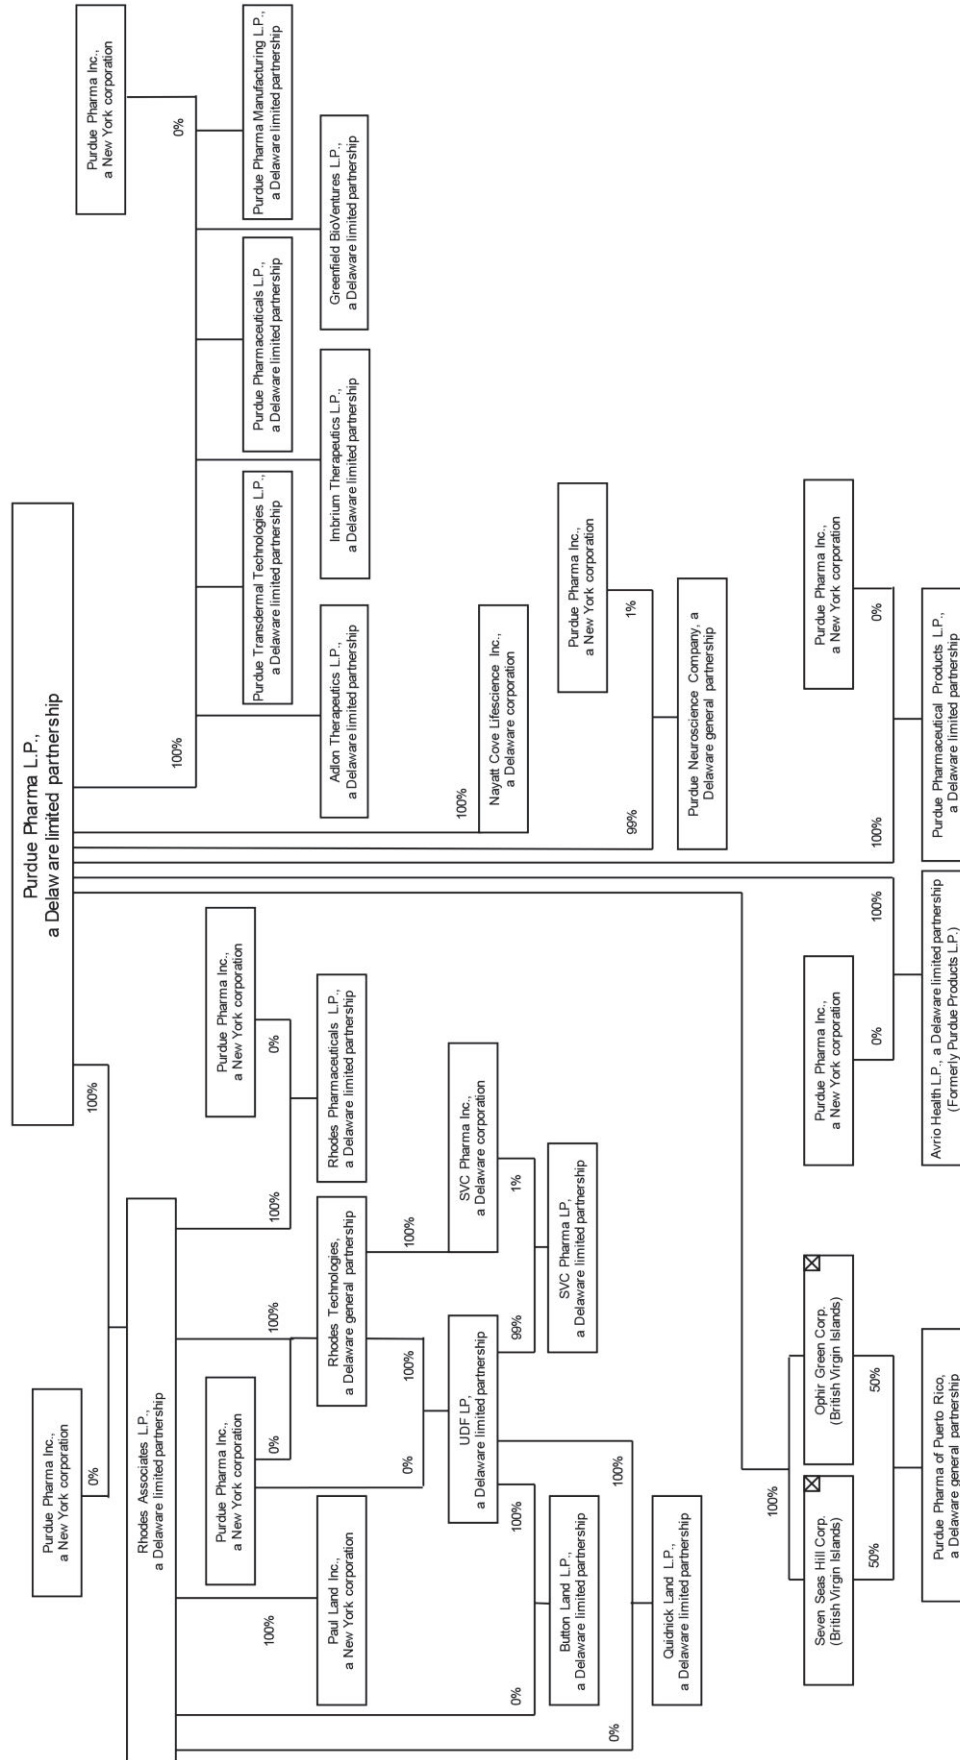 Purdue Pharma L.P.,
a Delaware limited partnership
Purdue Pharma Inc.,
a New York corporation
0%
100%
Rhodes Associates L.P.,
a Delaware limited partnership
100%
Paul Land Inc.,
a New York corporation
Purdue Pharma Inc.,
a New York corporation
0%
100%
Rhodes Technologies,
a Delaware general partnership
100%
Purdue Pharma Inc.,
a New York corporation
0%
Rhodes Pharmaceuticals L.P.,
a Delaware limited partnership
0%
100%
UDF LP,
a Delaware limited partnership
100%
SVC Pharma Inc.,
a Delaware corporation
99%
1%
SVC Pharma LP,
a Delaware limited partnership
0%
100%
Button Land L.P.,
a Delaware limited partnership
0%
100%
Quidnick Land L.P.,
a Delaware limited partnership
100%
Purdue Pharma Inc.,
a New York corporation
0%
Purdue Transdermal Technologies L.P.,
a Delaware limited partnership
Purdue Pharmaceuticals L.P.,
a Delaware limited partnership
Purdue Pharma Manufacturing L.P.,
a Delaware limited partnership
Adlon Therapeutics L.P.,
a Delaware limited partnership
Imbrium Therapeutics L.P.,
a Delaware limited partnership
Greenfield BioVentures L.P.,
a Delaware limited partnership
100%
Nayatt Cove Lifescience Inc.,
a Delaware corporation
99%
Purdue Pharma Inc.,
a New York corporation
1%
Purdue Neuroscience Company, a
Delaware general partnership
100%
Seven Seas Hill Corp.
(British Virgin Islands)
Ophir Green Corp.
(British Virgin Islands)
50%
50%
Purdue Pharma of Puerto Rico,
a Delaware general partnership
Purdue Pharma Inc.,
a New York corporation
0%
100%
Avrio Health L.P., a Delaware limited partnership
(Formerly Purdue Products L.P.)
100%
Purdue Pharma Inc.,
a New York corporation
0%
Purdue Pharmaceutical Products L.P.,
a Delaware limited partnership